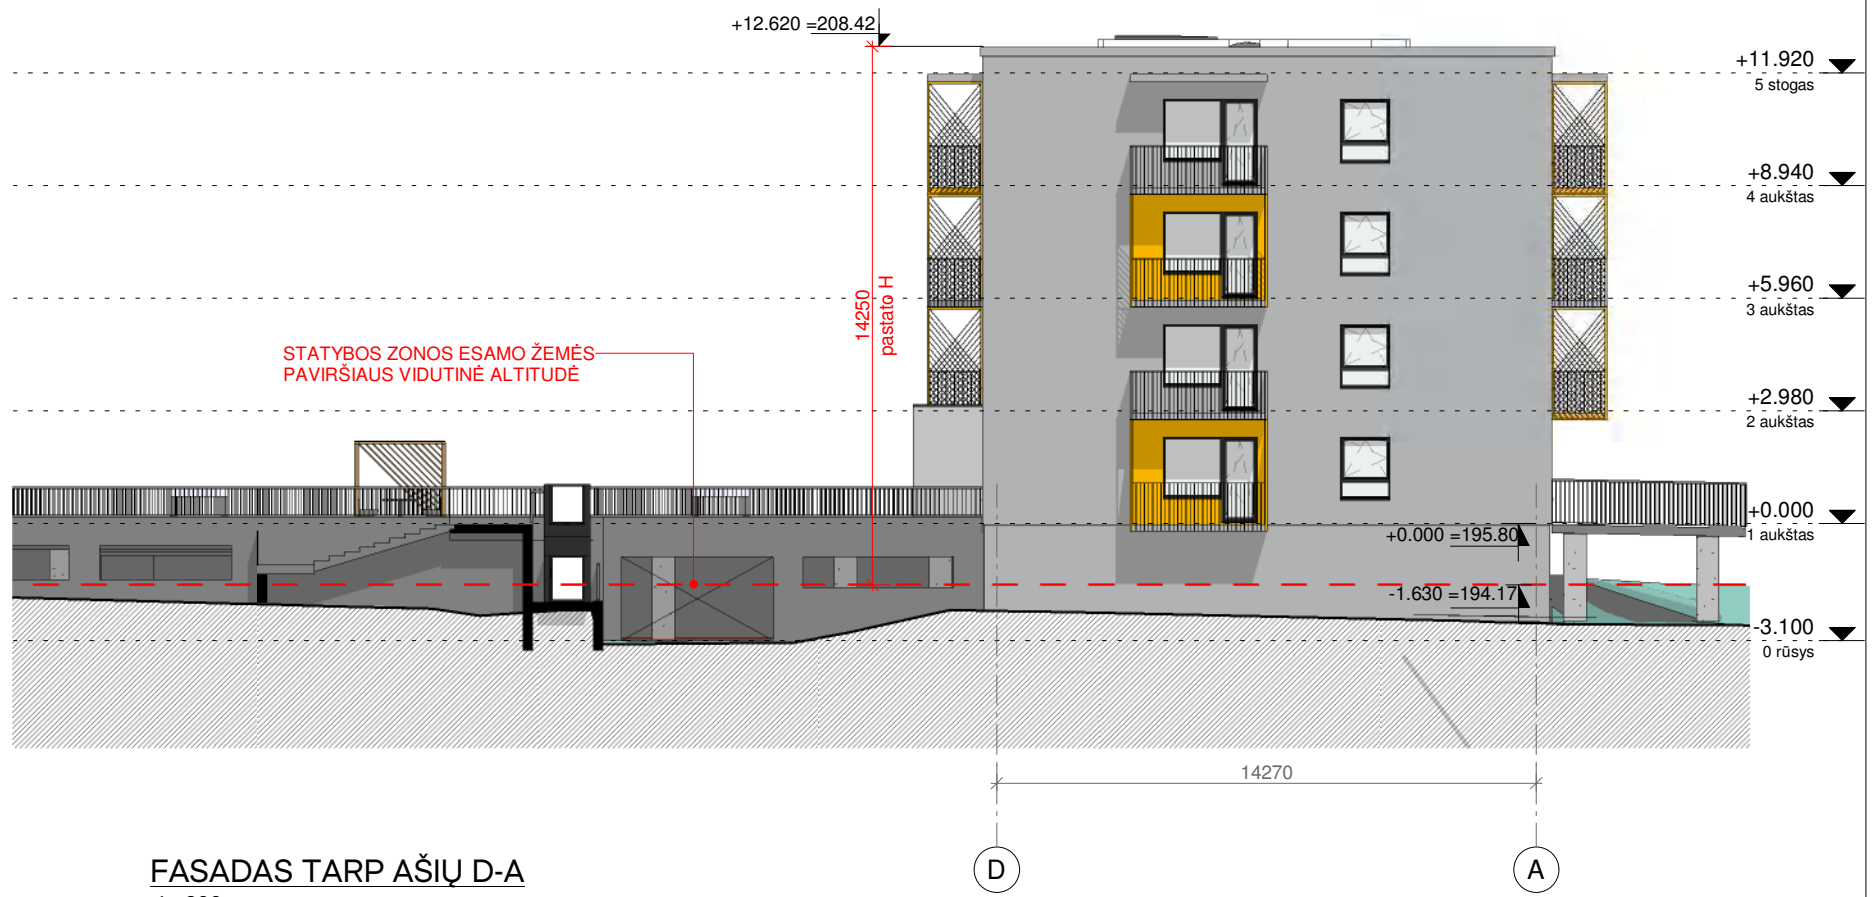 +12.620 =208.42
+11.920
5 stogas
+8.940
4 aukštas
+5.960
3 aukštas
14250
pastato H
STATYBOS ZONOS ESAMO ŽEMĖS
PAVIRŠIAUS VIDUTINĖ ALTITUDĖ
+2.980
2 aukštas
+0.000
1 aukštas
+0.000 =195.80
-1.630 =194.17
-3.100
0 rūsys
14270
D
A
FASADAS TARP AŠIŲ D-A